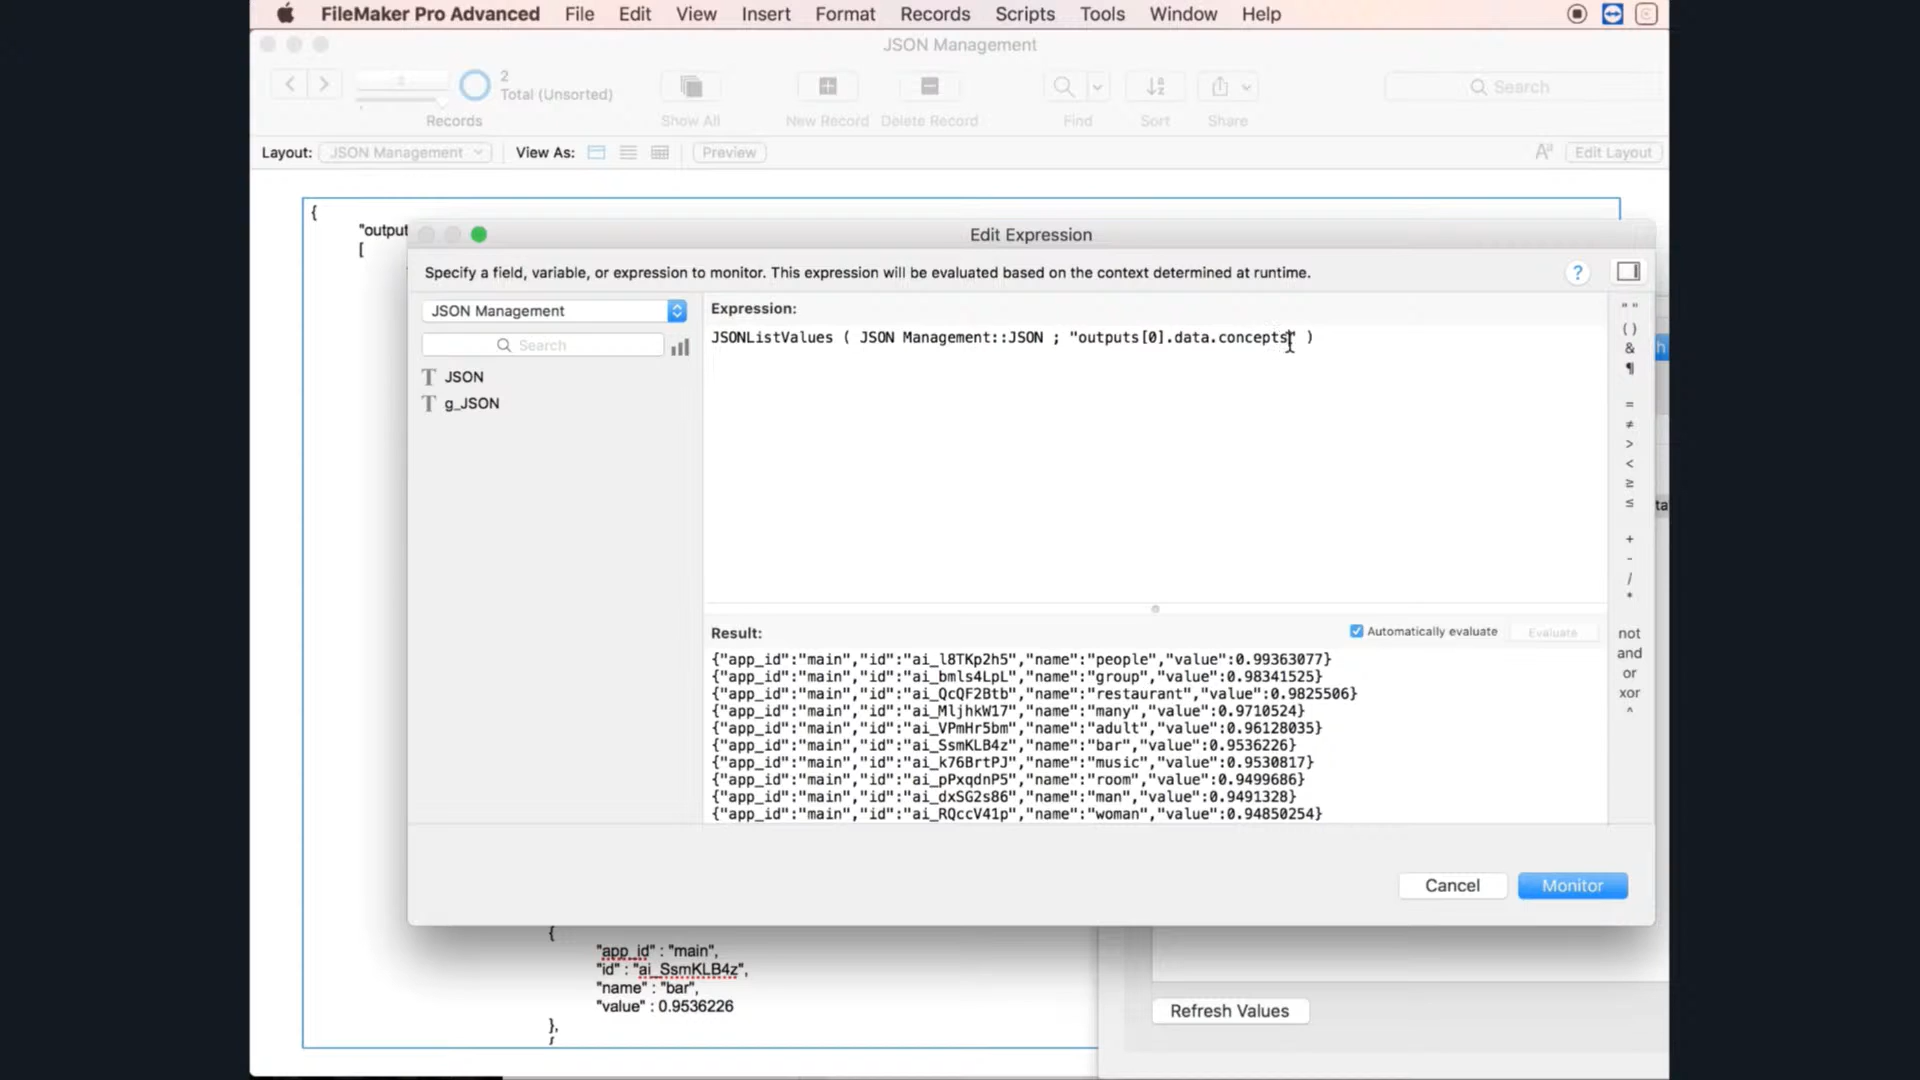 FileMaker Pro Advanced File Edit View Insert Format Records Scripts Tools Window Help
JSON Management
2
2
Total (Unsorted)
Records Show All New Record Delete Record Find Sort Share
Search
Layout: JSON Management View As: Preview Edit Layout
{
"output
[
Edit Expression
Specify a field, variable, or expression to monitor. This expression will be evaluated based on the context determined at runtime.
?
JSON Management
Search
JSON
g_JSON
Expression:
JSONListValues ( JSON Management::JSON ; "outputs[0].data.concepts" )
" "
( )
&
¶
=
≠
>
<
≥
≤
+
-
/
*
not
and
or
xor
^
h
ta
Result:
Automatically evaluate
Evaluate
{"app_id":"main","id":"ai_l8TKp2h5","name":"people","value":0.99363077}
{"app_id":"main","id":"ai_bmls4LpL","name":"group","value":0.98341525}
{"app_id":"main","id":"ai_QcQF2Btb","name":"restaurant","value":0.9825506}
{"app_id":"main","id":"ai_MljhkW17","name":"many","value":0.9710524}
{"app_id":"main","id":"ai_VPmHr5bm","name":"adult","value":0.96128035}
{"app_id":"main","id":"ai_SsmKLB4z","name":"bar","value":0.9536226}
{"app_id":"main","id":"ai_k76BrtPJ","name":"music","value":0.9530817}
{"app_id":"main","id":"ai_pPxqdnP5","name":"room","value":0.9499686}
{"app_id":"main","id":"ai_dxSG2s86","name":"man","value":0.9491328}
{"app_id":"main","id":"ai_RQccV41p","name":"woman","value":0.94850254}
Cancel
Monitor
{
"app_id" : "main",
"id" : "ai_SsmKLB4z",
"name" : "bar",
"value" : 0.9536226
},
{
Refresh Values